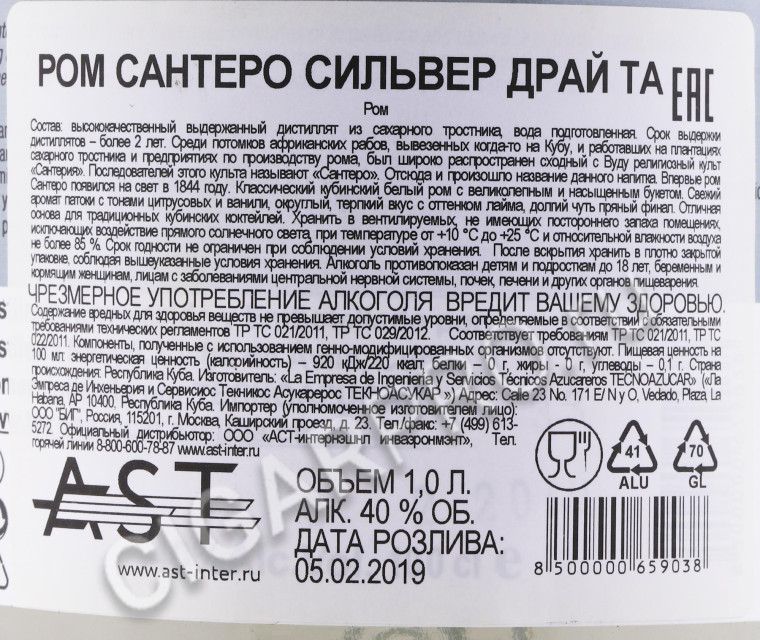 РОМ САНТЕРО СИЛЬВЕР ДРАЙ ТА
EAC
Ром
Состав: высококачественный выдержанный дистиллят из сахарного тростника, вода подготовленная. Срок выдержки
дистиллятов – более 2 лет. Среди потомков африканских рабов, вывезенных когда-то на Кубу, и работавших на плантациях
сахарного тростника и предприятиях по производству рома, был широко распространен сходный с Вуду религиозный культ
«Сантерия». Последователей этого культа называют «Сантеро». Отсюда и произошло название данного напитка. Впервые ром
Сантеро появился на свет в 1844 году. Классический кубинский белый ром с великолепным и насыщенным букетом. Свежий
аромат патоки с тонами цитрусовых и ванили, округлый, терпкий вкус с оттенком лайма, долгий чуть пряный финал. Отличная
основа для традиционных кубинских коктейлей. Хранить в вентилируемых, не имеющих постороннего запаха помещениях,
исключающих воздействие прямого солнечного света, при температуре от +10 °С до +25 °С и относительной влажности воздуха
не более 85 %. Срок годности не ограничен при соблюдении условий хранения. После вскрытия хранить в плотно закрытой
упаковке, соблюдая вышеуказанные условия хранения. Алкоголь противопоказан детям и подросткам до 18 лет, беременным и
кормящим женщинам, лицам с заболеваниями центральной нервной системы, почек, печени и других органов пищеварения.
ЧРЕЗМЕРНОЕ УПОТРЕБЛЕНИЕ АЛКОГОЛЯ ВРЕДИТ ВАШЕМУ ЗДОРОВЬЮ.
Содержание вредных для здоровья веществ не превышает допустимые уровни, определяемые в соответствии с обязательными
требованиями технических регламентов ТР ТС 021/2011, ТР ТС 029/2012. Соответствует требованиям ТР ТС 021/2011, ТР ТС
022/2011. Компоненты, полученные с использованием генно-модифицированных организмов отсутствуют. Пищевая ценность на
100 мл: энергетическая ценность (калорийность) – 920 кДж/220 ккал, белки - 0 г, жиры - 0 г, углеводы – 0,1 г. Страна
происхождения: Республика Куба. Изготовитель: «La Empresa de Ingenieria y Servicios Técnicos Azucareros TECNOAZUCAR» («Ла
Эмпреса де Инженьерия и Сервисиос Текникос Асукарерос ТЕКНОАСУКАР»), Адрес: Calle 23 No. 171 E/ N y O, Vedado, Plaza, La
Habana, AP 10400, Республика Куба. Импортер (уполномоченное изготовителем лицо):
ООО "БИГ", Россия, 115201, г. Москва, Каширский проезд, д. 23. Тел./факс: +7 (499) 613-
5272 Официальный дистрибьютор: ООО «АСТ-интернэшнл инваэронмэнт», Тел.
горячей линии 8-800-600-78-87 www.ast-inter.ru
AST
www.ast-inter.ru
ОБЪЕМ 1,0 Л.
АЛК. 40 % ОБ.
ДАТА РОЗЛИВА:
05.02.2019
41
ALU
70
GL
8 500000 659038
CIGARPRO.RU